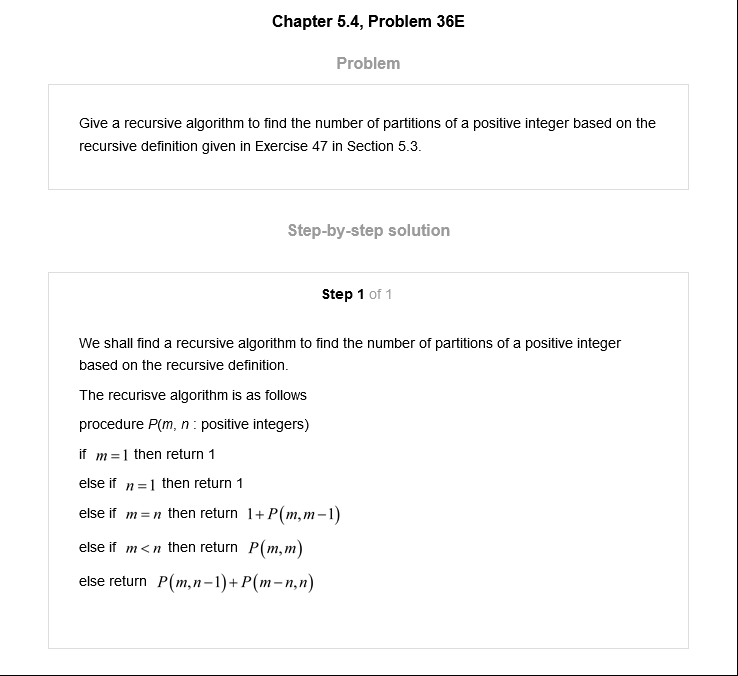 Chapter 5.4, Problem 36E
Problem
Give a recursive algorithm to find the number of partitions of a positive integer based on the
recursive definition given in Exercise 47 in Section 5.3.
Step-by-step solution
Step 1 of 1
We shall find a recursive algorithm to find the number of partitions of a positive integer
based on the recursive definition.
The recurisve algorithm is as follows
procedure P(m, n : positive integers)
if m=1 then return 1
else if n=1 then return 1
else if m=n then return 1+P(m,m−1)
else if m<n then return P(m,m)
else return P(m,n−1)+P(m−n,n)